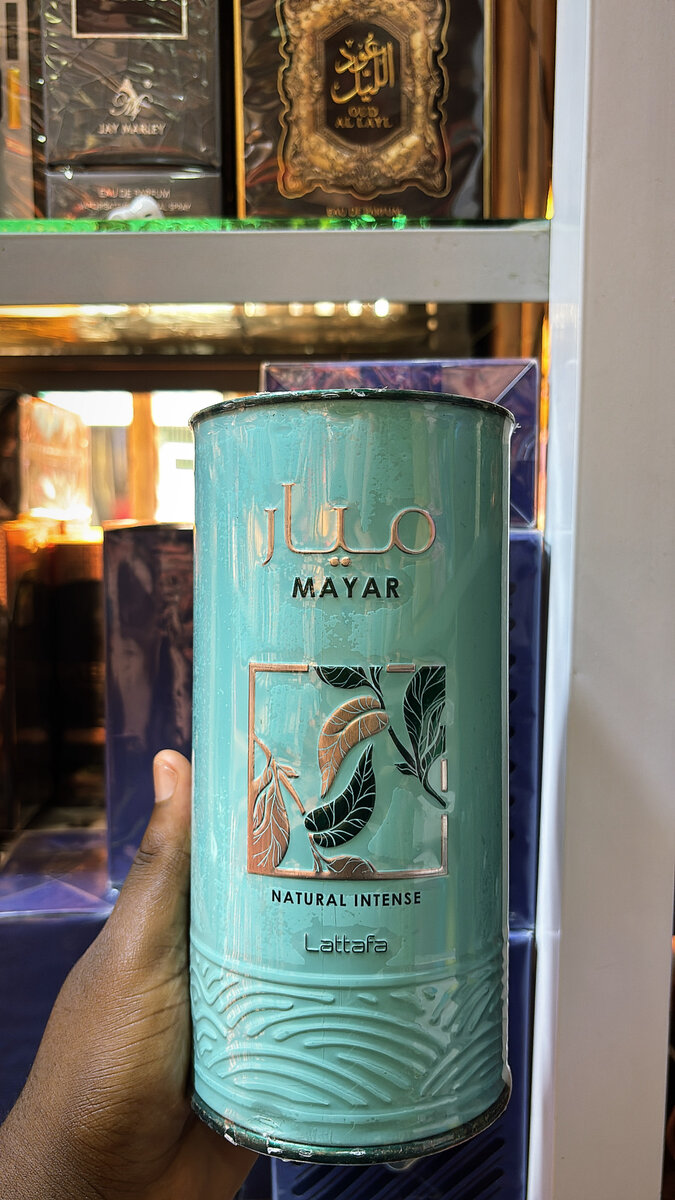 JAY MARLEY
EAU DE PARFUM
عود
الليل
OUD
AL LAYL
EAU DE PARFUM
ميار
MAYAR
NATURAL INTENSE
Lattafa